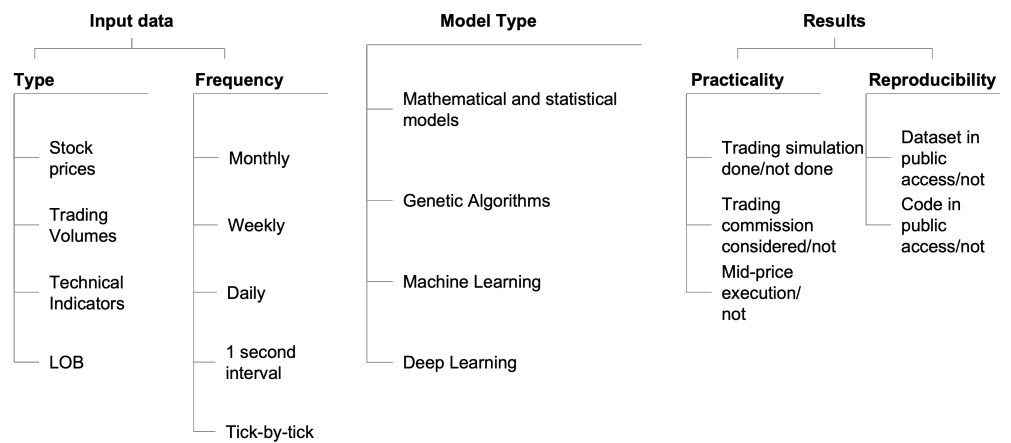 Input data
Type
Stock
prices
Trading
Volumes
Technical
Indicators
LOB
Frequency
Monthly
Weekly
Daily
1 second
interval
Tick-by-tick
Model Type
Mathematical and statistical
models
Genetic Algorithms
Machine Learning
Deep Learning
Results
Practicality
Trading simulation
done/not done
Trading
commission
considered/not
Mid-price
execution/
not
Reproducibility
Dataset in
public
access/not
Code in
public
access/not